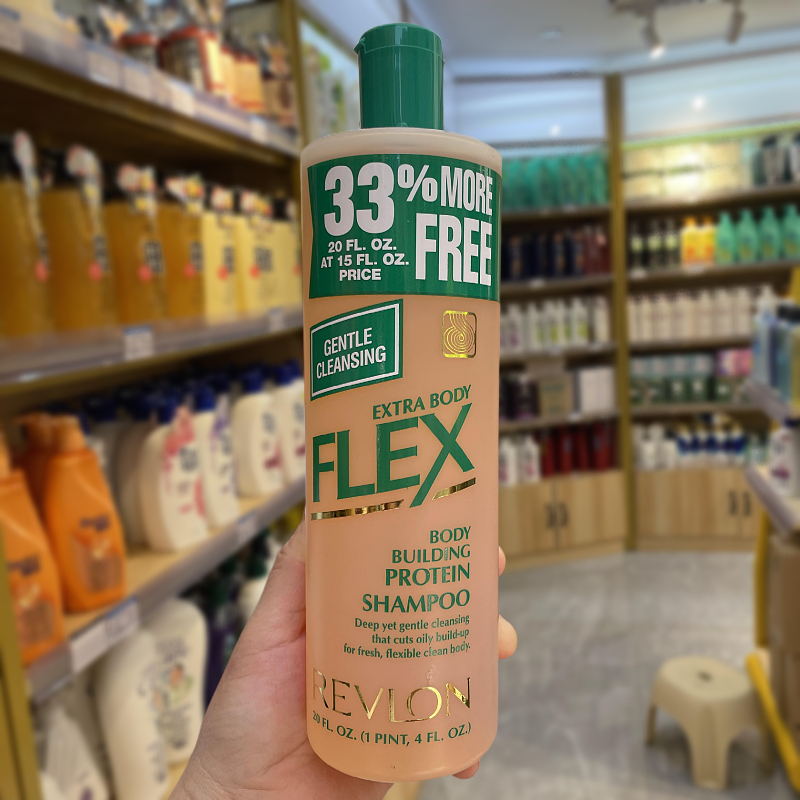 33% MORE
FREE
20 FL. OZ.
AT 15 FL. OZ.
PRICE
GENTLE
CLEANSING
EXTRA BODY
FLEX
BODY
BUILDING
PROTEIN
SHAMPOO
Deep yet gentle cleansing
that cuts oily build-up
for fresh, flexible clean body.
REVLON
20 FL. OZ. (1 PINT, 4 FL. OZ.)